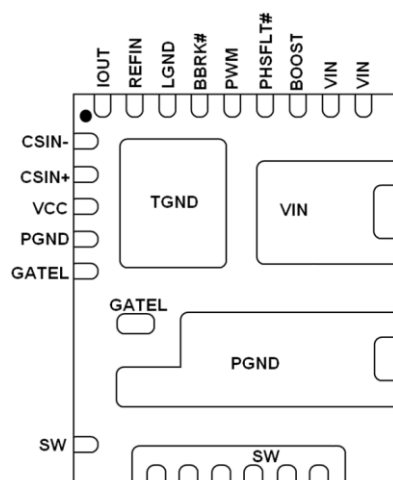 IOUT
REFIN
LGND
BBRK#
PWM
PHSFLT#
BOOST
VIN
VIN
CSIN-
CSIN+
VCC
PGND
GATEL
TGND
VIN
GATEL
PGND
SW
SW